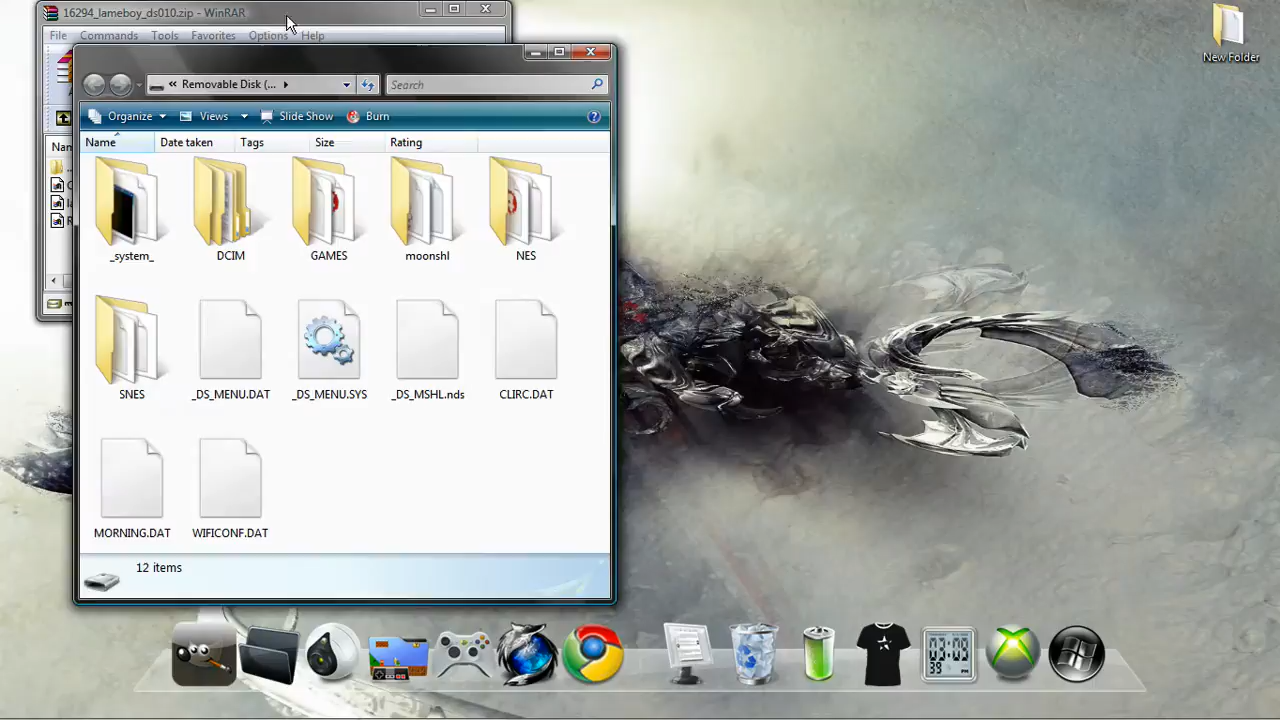 16294_lameboy_ds010.zip - WinRAR
File Commands Tools Favorites Options Help
New Folder
« Removable Disk (...
Search
Organize Views Slide Show Burn
Name Date taken Tags Size Rating
_system_ DCIM GAMES moonshl NES
SNES _DS_MENU.DAT _DS_MENU.SYS _DS_MSHL.nds CLIRC.DAT
MORNING.DAT WIFICONF.DAT
12 items